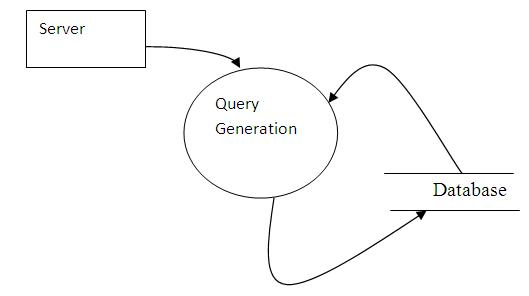 Server
Query
Generation
Database